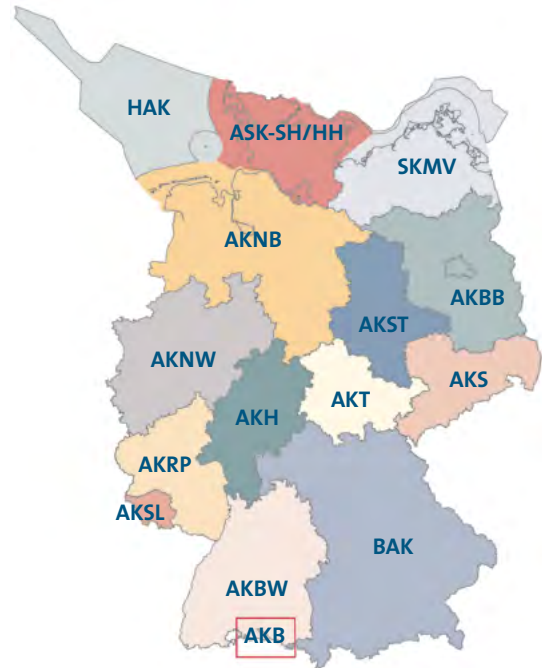 HAK
ASK-SH/HH
SKMV
AKNB
AKBB
AKST
AKNW
AKS
AKT
AKH
AKRP
AKSL
BAK
AKBW
AKB